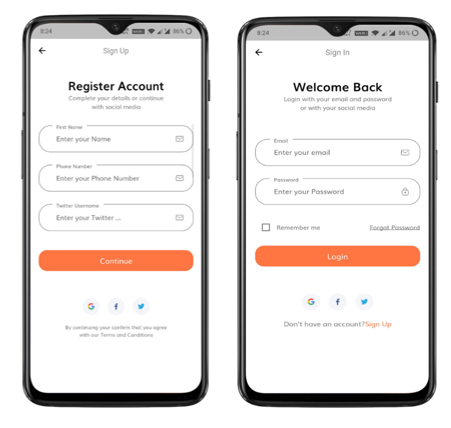 8:24
86%
Sign Up
Register Account
Complete your details or continue
with social media
First Name
Enter your Name
Phone Number
Enter your Phone Number
Twitter Username
Enter your Twitter ...
Continue
G f
By continuing your confirm that you agree
with our Terms and Conditions
8:24
86%
Sign In
Welcome Back
Login with your email and password
or with your social media
Email
Enter your email
Password
Enter your Password
Remember me
Forgot Password
Login
G f
Don't have an account?Sign Up